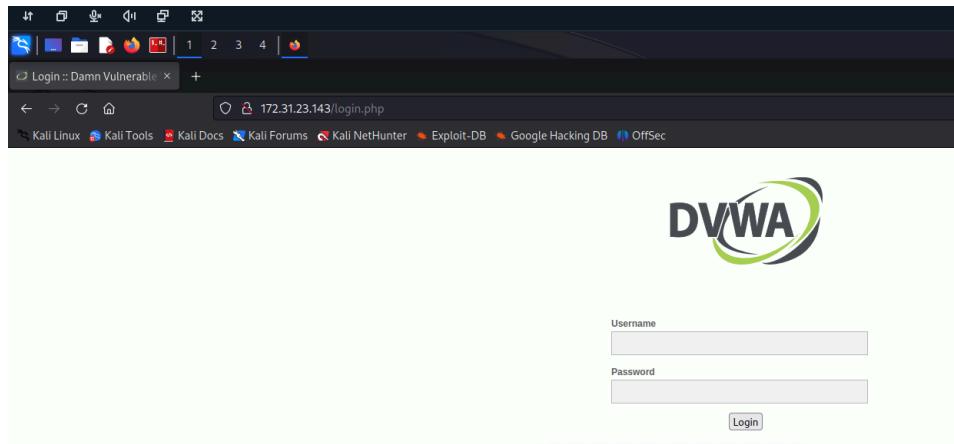 1 2 3 4
Login :: Damn Vulnerable
172.31.23.143/login.php
Kali Linux Kali Tools Kali Docs Kali Forums Kali NetHunter Exploit-DB Google Hacking DB OffSec
DVWA
Username
Password
Login